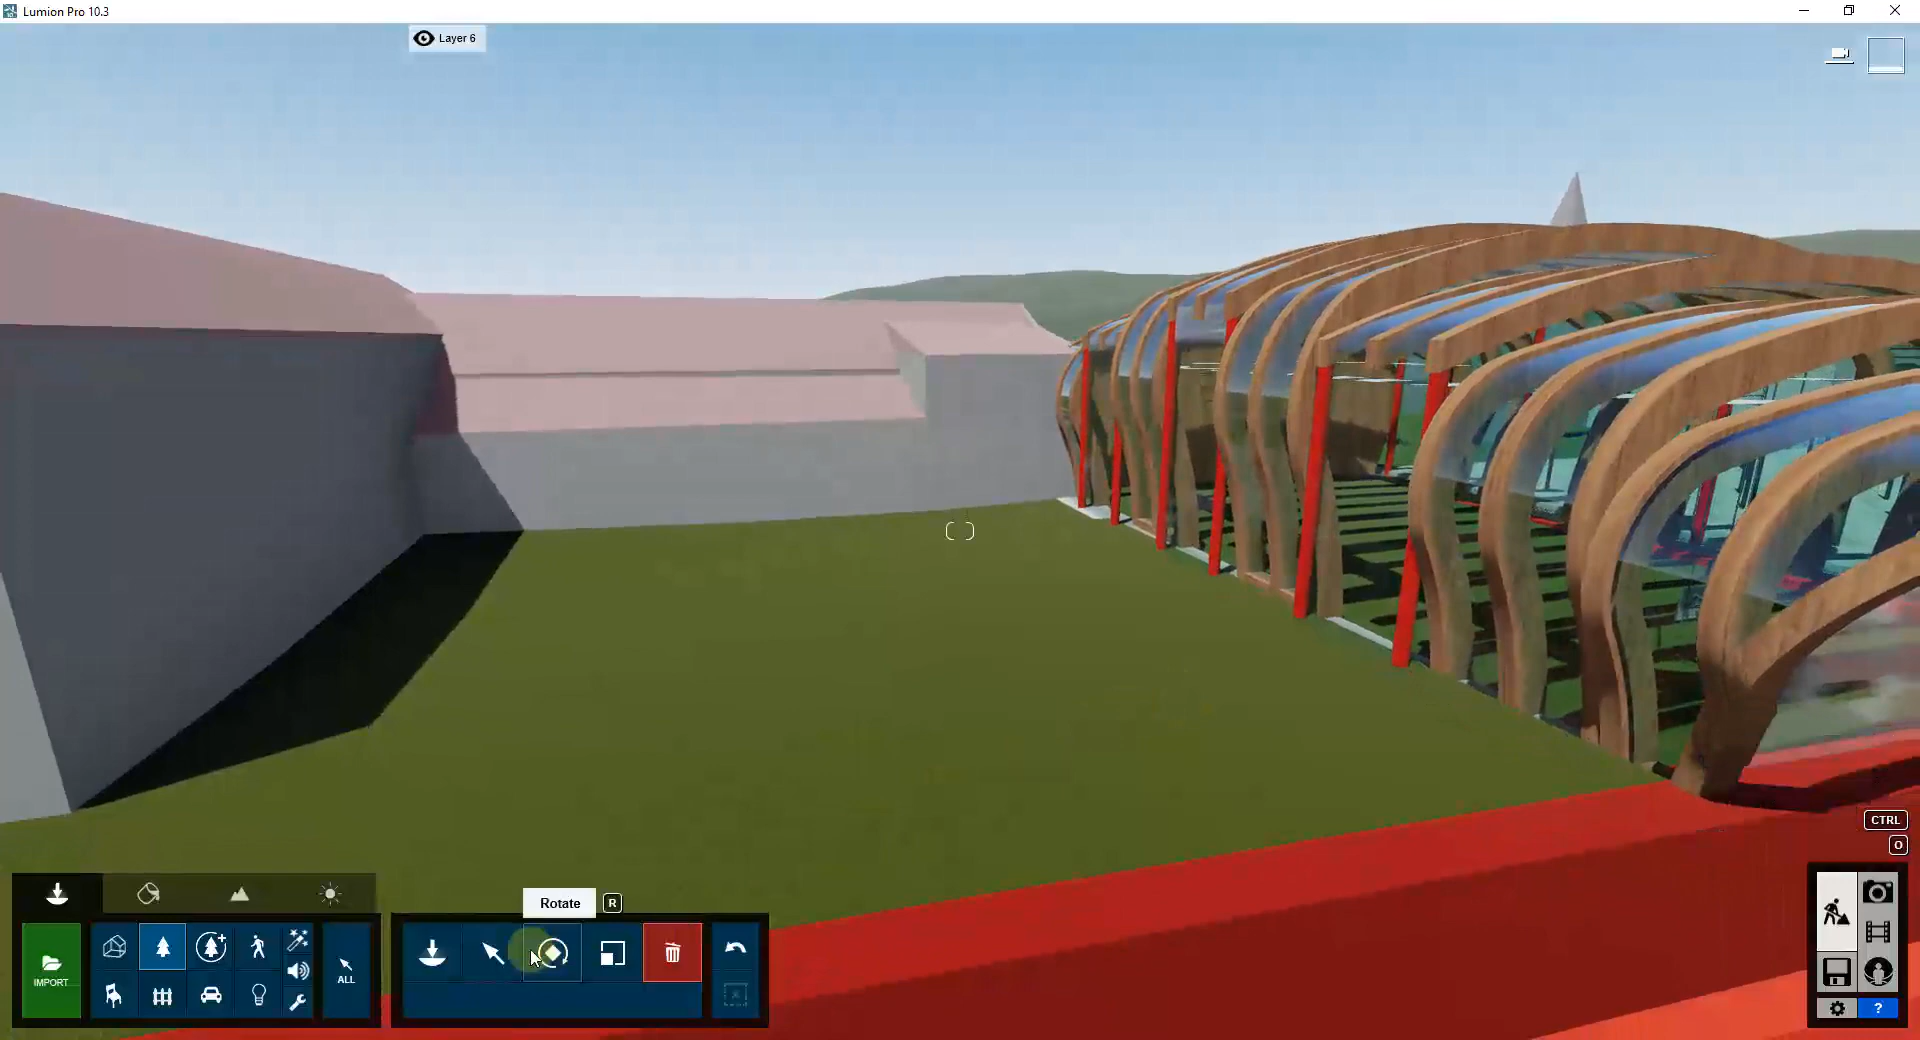 Lumion Pro 10.3
Layer 6
CTRL
O
Rotate R
IMPORT
ALL
?